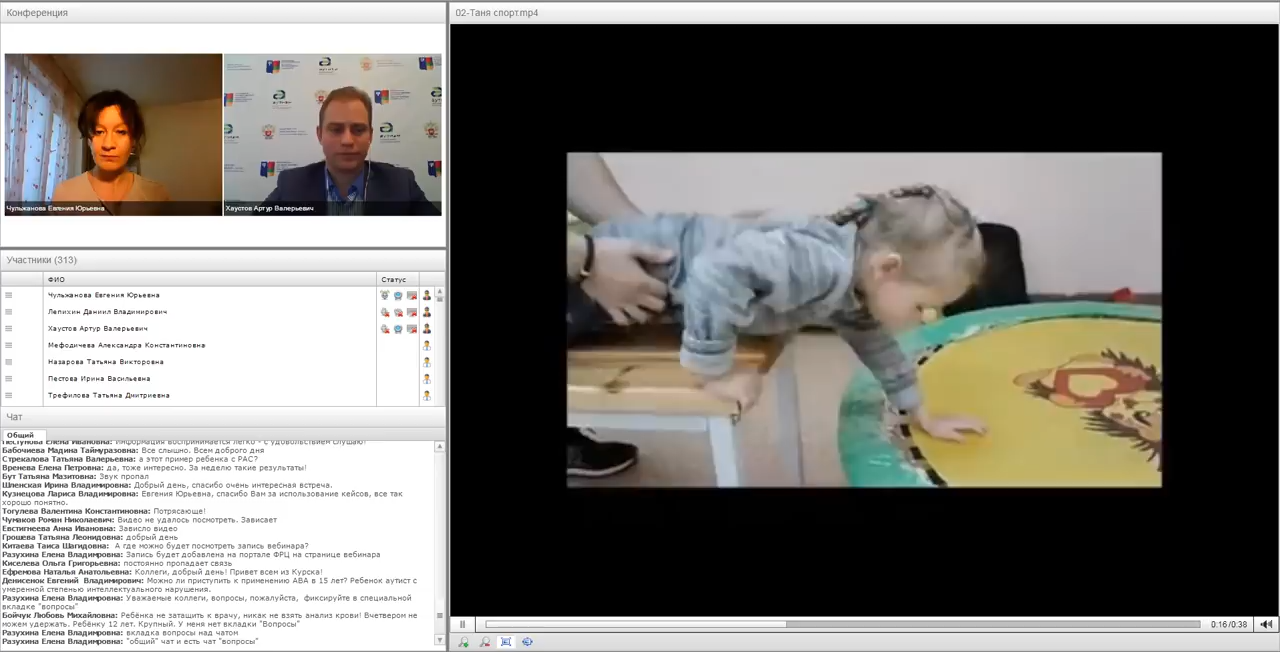 Конференция
Чулыжанова Евгения Юрьевна
Хаустов Артур Валерьевич
Участники (313)
ФИО
Статус
Чулыжанова Евгения Юрьевна
Лепихин Даниил Владимирович
Хаустов Артур Валерьевич
Мефодичева Александра Константиновна
Назарова Татьяна Викторовна
Пестова Ирина Васильевна
Трефилова Татьяна Дмитриевна
Чат
Общий
Пестунова Елена Ивановна: Информация воспринимается легко - с удовольствием слушаю!
Бабочиева Мадина Таймуразовна: Все слышно. Всем доброго дня
Стрекалова Татьяна Валерьевна: а этот пример ребенка с РАС?
Вренева Елена Петровна: да, тоже интересно. За неделю такие результаты!
Бут Татьяна Мазитовна: Звук пропал
Шленская Ирина Владимировна: Добрый день, спасибо очень интересная встреча.
Кузнецова Лариса Владимировна: Евгения Юрьевна, спасибо Вам за использование кейсов, все так
хорошо понятно.
Тогулева Валентина Константиновна: Потрясающе!
Чумаков Роман Николаевич: Видео не удалось посмотреть. Зависает
Евстигнеева Анна Ивановна: Зависло видео
Грошева Татьяна Леонидовна: добрый день
Китаева Таиса Шагидовна: А где можно будет посмотреть запись вебинара?
Разухина Елена Владимировна: Запись будет добавлена на портале ФРЦ на странице вебинара
Киселева Ольга Григорьевна: постоянно пропадает связь
Ефремова Наталья Анатольевна: Коллеги, добрый день! Привет всем из Курска!
Денисенок Евгений Владимирович: Можно ли приступить к применению АВА в 15 лет? Ребенок аутист с
умеренной степенью интеллектуального нарушения.
Разухина Елена Владимировна: Уважаемые коллеги, вопросы, пожалуйста, фиксируйте в специальной
вкладке "вопросы"
Бойчук Любовь Михайловна: Ребёнка не затащить к врачу, никак не взять анализ крови! Вчетвером не
можем удержать. Ребёнку 12 лет. Крупный. У меня нет вкладки "Вопросы"
Разухина Елена Владимировна: вкладка вопросы над чатом
Разухина Елена Владимировна: "общий" чат и есть чат "вопросы"
02-Таня спорт.mp4
0:16/0:38